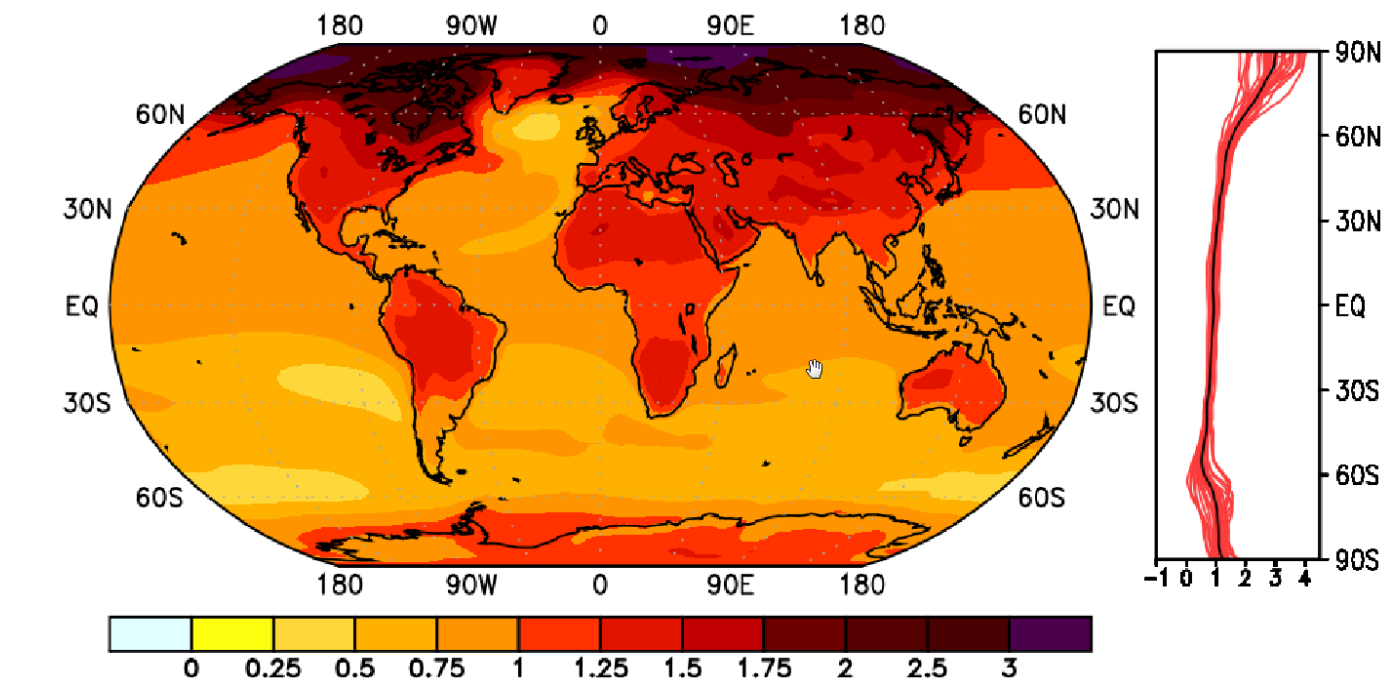 180 90W 0 90E 180
90N
60N 60N 60N
30N 30N 30N
EQ EQ EQ
30S 30S 30S
60S 60S 60S
90S
180 90W 0 90E 180
-1 0 1 2 3 4
0 0.25 0.5 0.75 1 1.25 1.5 1.75 2 2.5 3